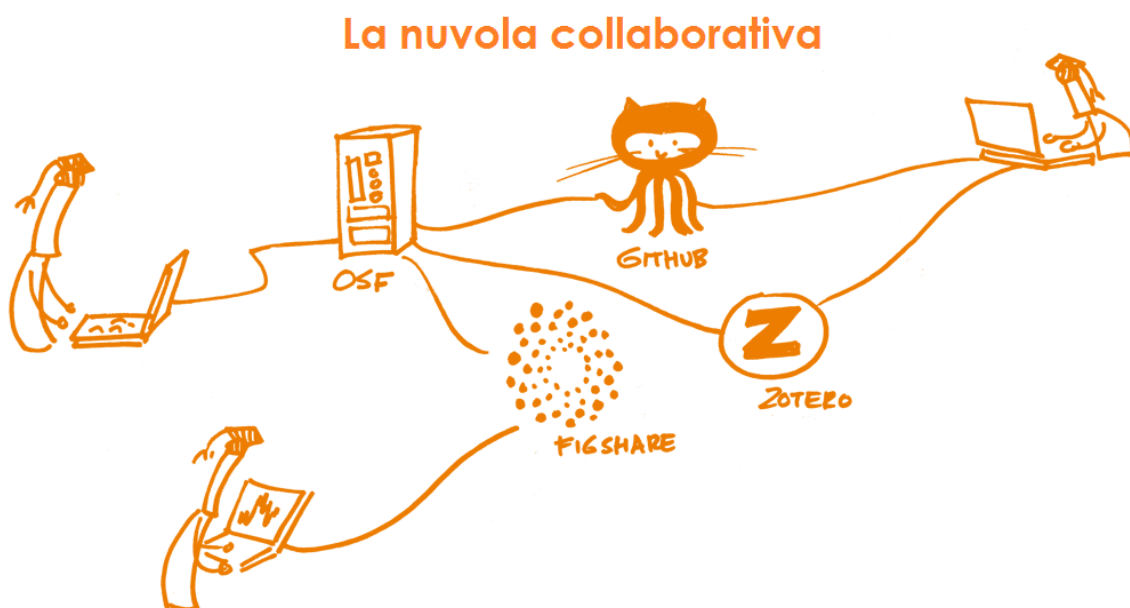 La nuvola collaborativa
GITHUB
OSF
Z
ZOTERO
FIGSHARE